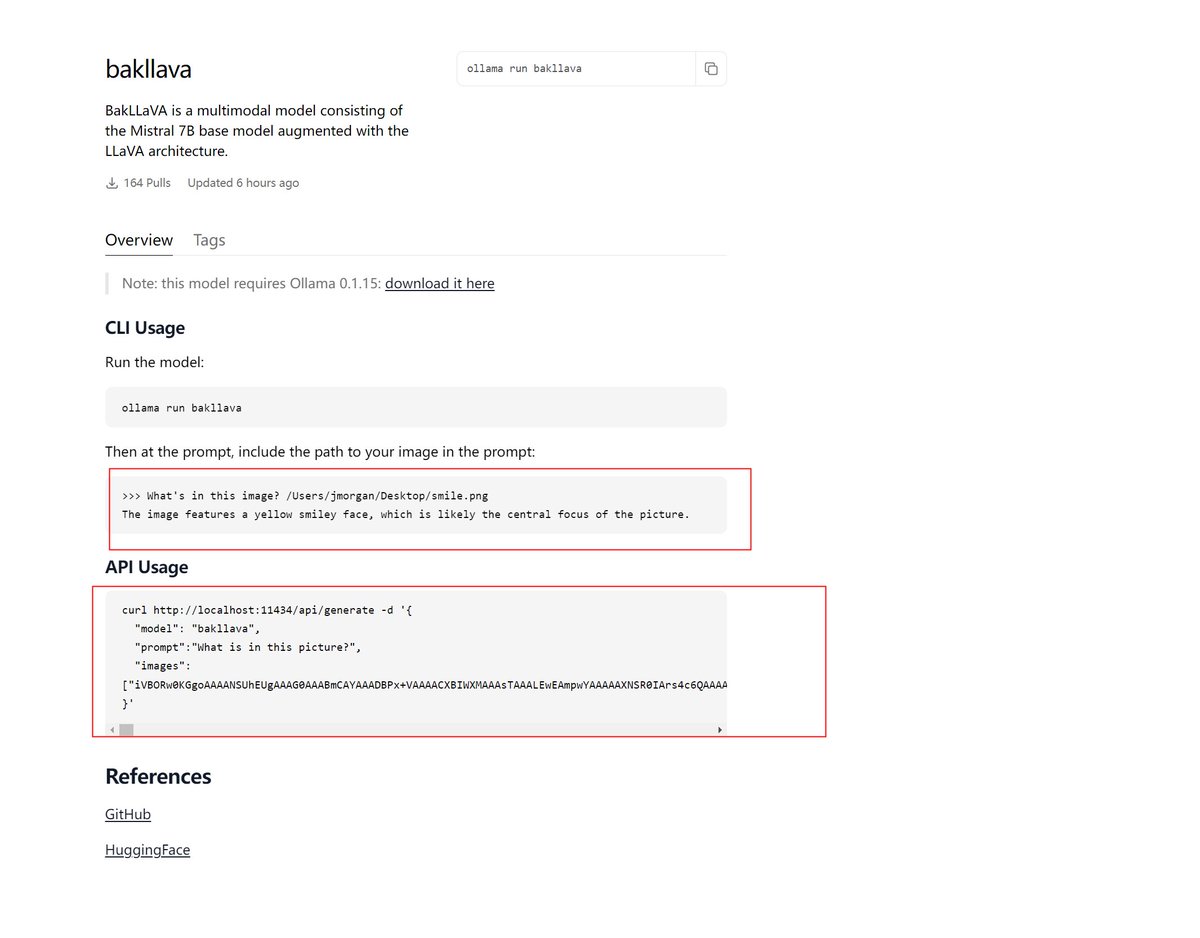 bakllava
ollama run bakllava
BakLLaVA is a multimodal model consisting of
the Mistral 7B base model augmented with the
LLaVA architecture.
164 Pulls Updated 6 hours ago
Overview Tags
Note: this model requires Ollama 0.1.15: download it here
CLI Usage
Run the model:
ollama run bakllava
Then at the prompt, include the path to your image in the prompt:
>>> What's in this image? /Users/jmorgan/Desktop/smile.png
The image features a yellow smiley face, which is likely the central focus of the picture.
API Usage
curl http://localhost:11434/api/generate -d '{
"model": "bakllava",
"prompt":"What is in this picture?",
"images":
["iVBORw0KGgoAAAANSUhEUgAAAG0AAABmCAYAAADBPx+VAAAACXBIWXMAAAsTAAALEwEAmpwYAAAAAXNSR0IArs4c6QAAAA
}'
References
GitHub
HuggingFace